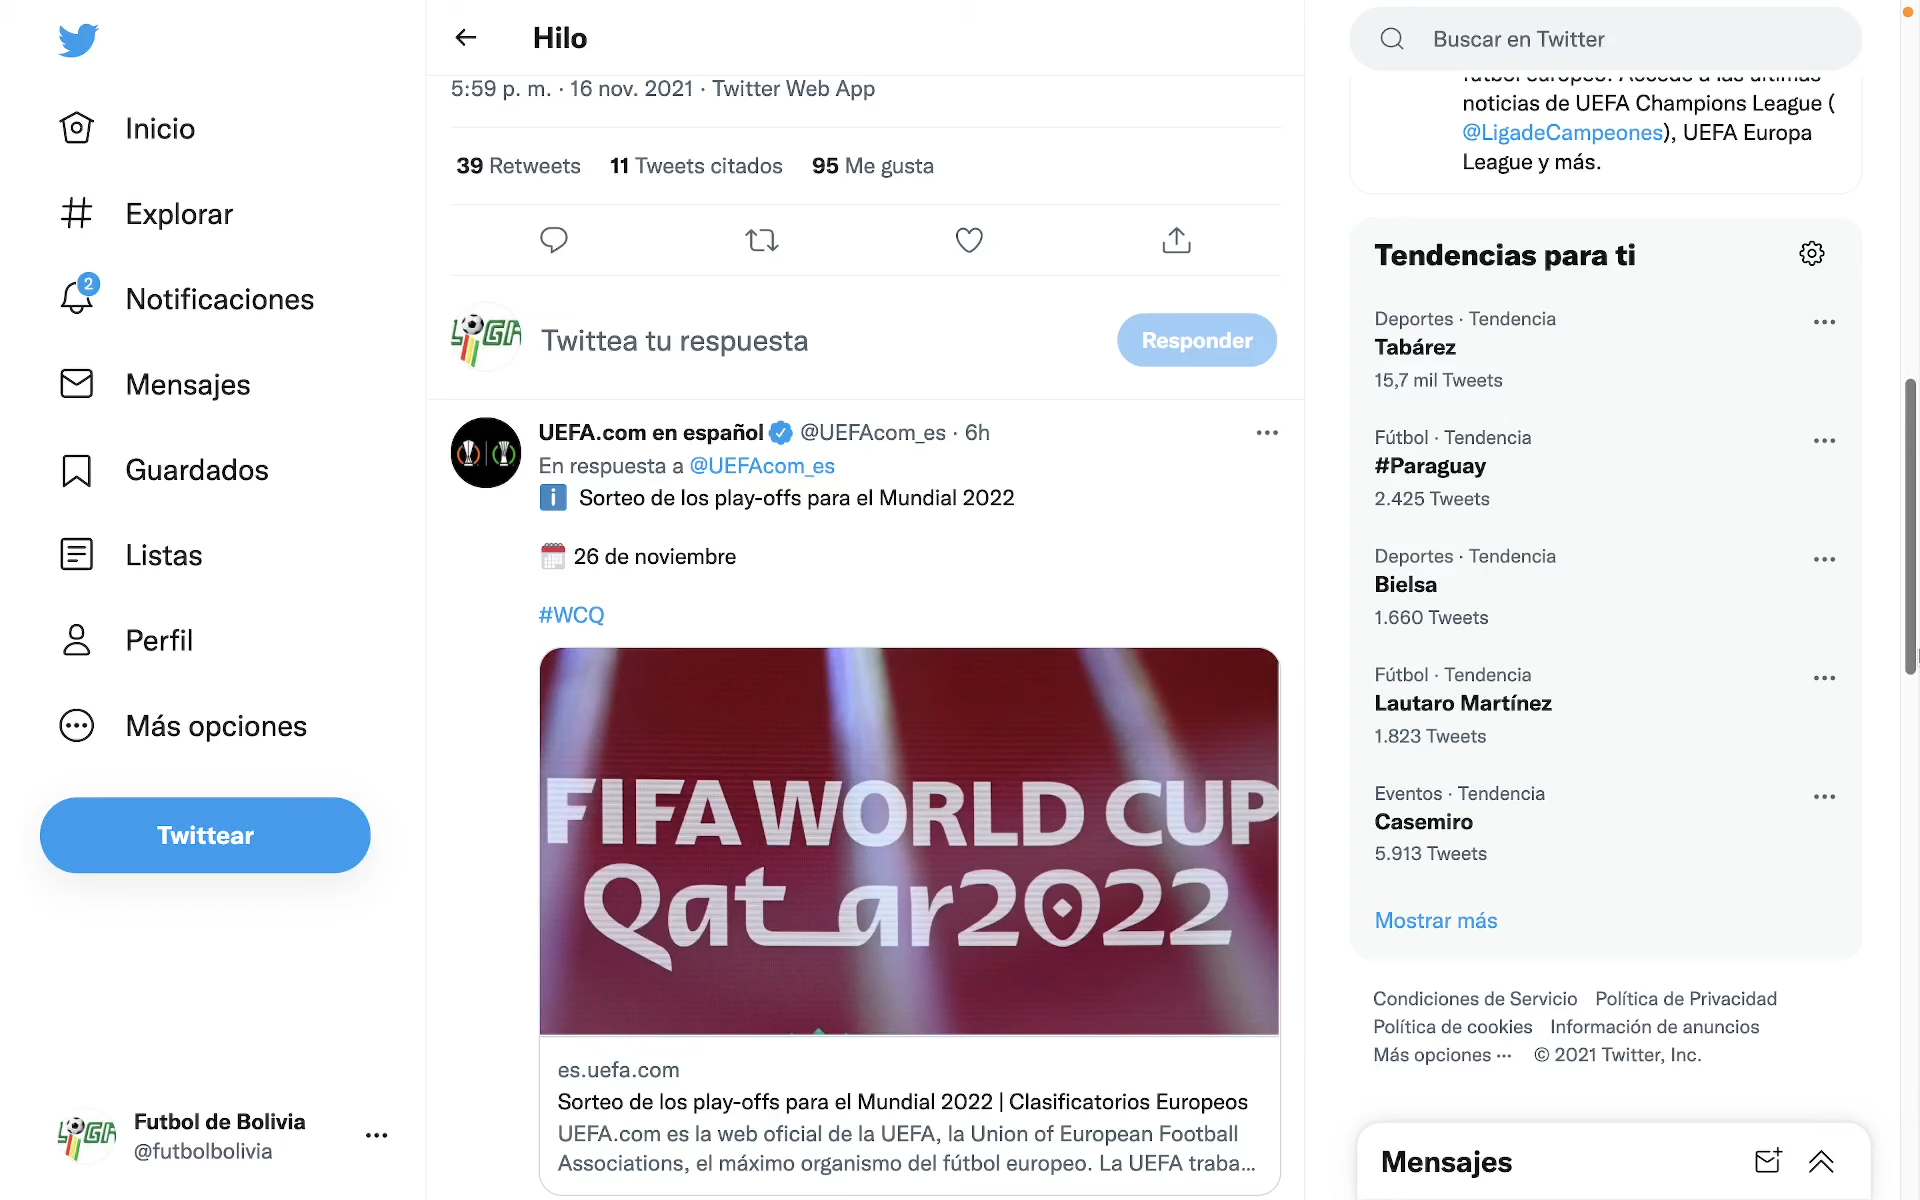 Inicio
Explorar
2
Notificaciones
Mensajes
Guardados
Listas
Perfil
Más opciones
Twittear
LIGA
Futbol de Bolivia
@futbolbolivia
Hilo
5:59 p. m. · 16 nov. 2021 · Twitter Web App
39 Retweets 11 Tweets citados 95 Me gusta
LIGA
Twittea tu respuesta
Responder
UEFA.com en español @UEFAcom_es · 6h
En respuesta a @UEFAcom_es
Sorteo de los play-offs para el Mundial 2022
26 de noviembre
#WCQ
FIFA WORLD CUP
Qatar2022
es.uefa.com
Sorteo de los play-offs para el Mundial 2022 | Clasificatorios Europeos
UEFA.com es la web oficial de la UEFA, la Union of European Football
Associations, el máximo organismo del fútbol europeo. La UEFA traba...
Buscar en Twitter
fútbol europeo. Accede a las últimas
noticias de UEFA Champions League (
@LigadeCampeones), UEFA Europa
League y más.
Tendencias para ti
Deportes · Tendencia
Tabárez
15,7 mil Tweets
Fútbol · Tendencia
#Paraguay
2.425 Tweets
Deportes · Tendencia
Bielsa
1.660 Tweets
Fútbol · Tendencia
Lautaro Martínez
1.823 Tweets
Eventos · Tendencia
Casemiro
5.913 Tweets
Mostrar más
Condiciones de Servicio Política de Privacidad
Política de cookies Información de anuncios
Más opciones ··· © 2021 Twitter, Inc.
Mensajes